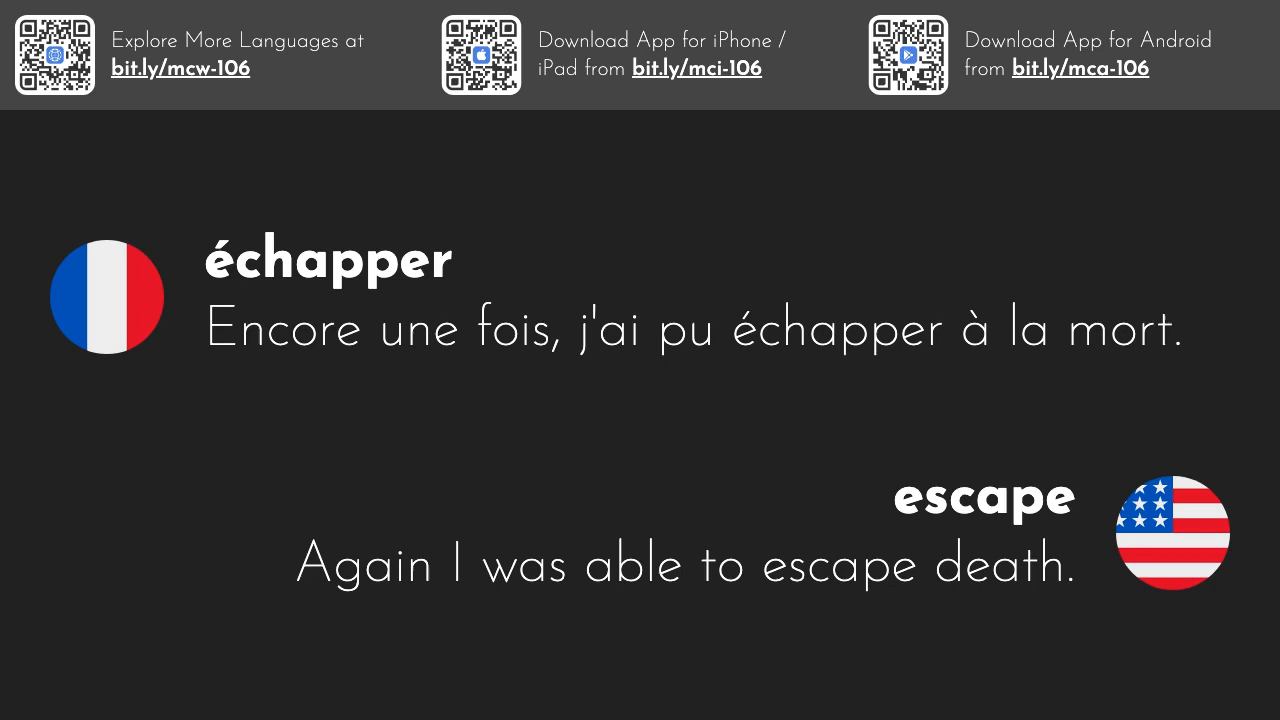 Explore More Languages at
bit.ly/mcw-106
Download App for iPhone /
iPad from bit.ly/mci-106
Download App for Android
from bit.ly/mca-106
échapper
Encore une fois, j'ai pu échapper à la mort.
escape
Again I was able to escape death.